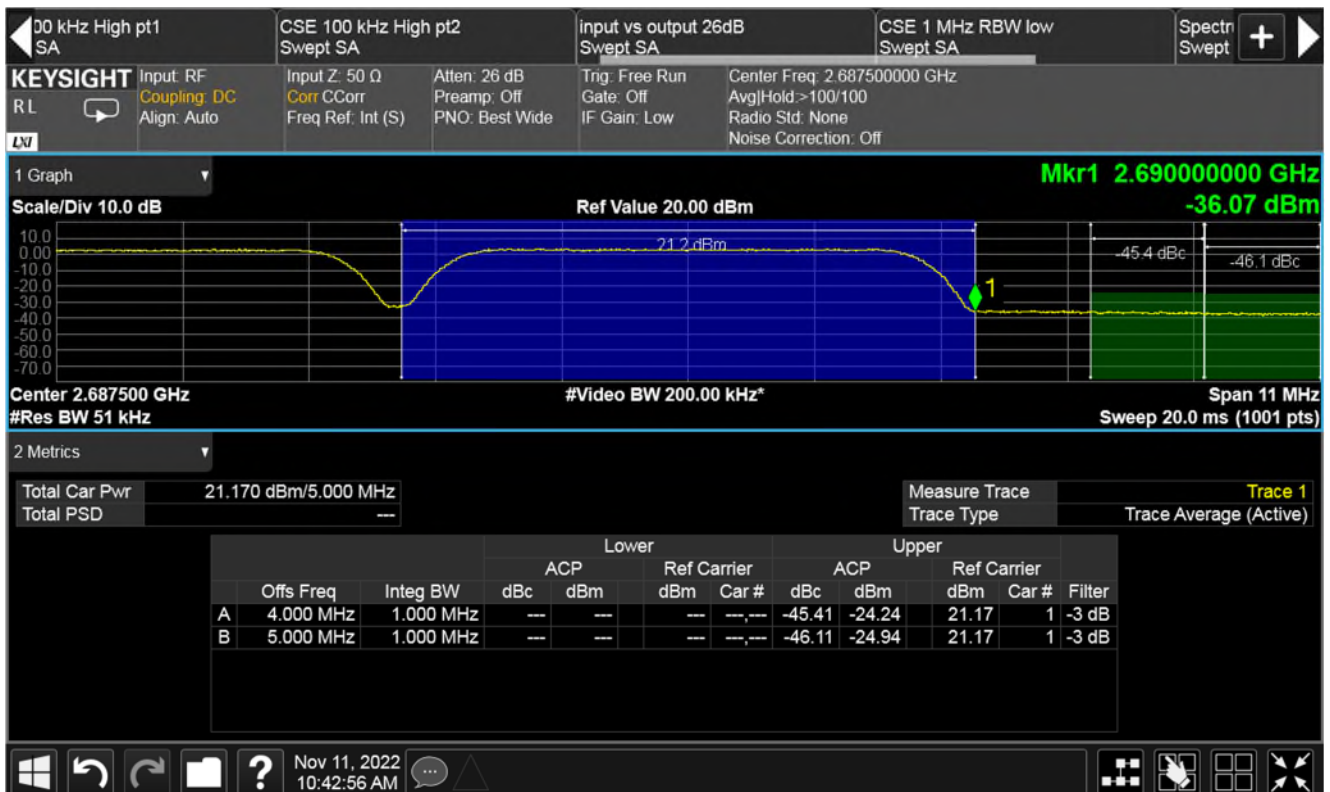 00 kHz High pt1
SA
CSE 100 kHz High pt2
Swept SA
input vs output 26dB
Swept SA
CSE 1 MHz RBW low
Swept SA
Spectr
Swept
+
KEYSIGHT
R L
LXI
Input: RF
Coupling: DC
Align: Auto
Input Z: 50 Ω
Corr CCorr
Freq Ref: Int (S)
Atten: 26 dB
Preamp: Off
PNO: Best Wide
Trig: Free Run
Gate: Off
IF Gain: Low
Center Freq: 2.687500000 GHz
Avg|Hold:>100/100
Radio Std: None
Noise Correction: Off
1 Graph
Mkr1 2.690000000 GHz
-36.07 dBm
Scale/Div 10.0 dB
Ref Value 20.00 dBm
10.0
0.00
-10.0
-20.0
-30.0
-40.0
-50.0
-60.0
-70.0
21.2 dBm
1
-45.4 dBc
-46.1 dBc
Center 2.687500 GHz
#Video BW 200.00 kHz*
Span 11 MHz
#Res BW 51 kHz
Sweep 20.0 ms (1001 pts)
2 Metrics
Total Car Pwr 21.170 dBm/5.000 MHz
Total PSD ---
Measure Trace Trace 1
Trace Type Trace Average (Active)
Lower Upper
ACP Ref Carrier ACP Ref Carrier
Offs Freq Integ BW dBc dBm dBm Car # dBc dBm dBm Car # Filter
A 4.000 MHz 1.000 MHz --- --- --- ---,--- -45.41 -24.24 21.17 1 -3 dB
B 5.000 MHz 1.000 MHz --- --- --- ---,--- -46.11 -24.94 21.17 1 -3 dB
?
Nov 11, 2022
10:42:56 AM